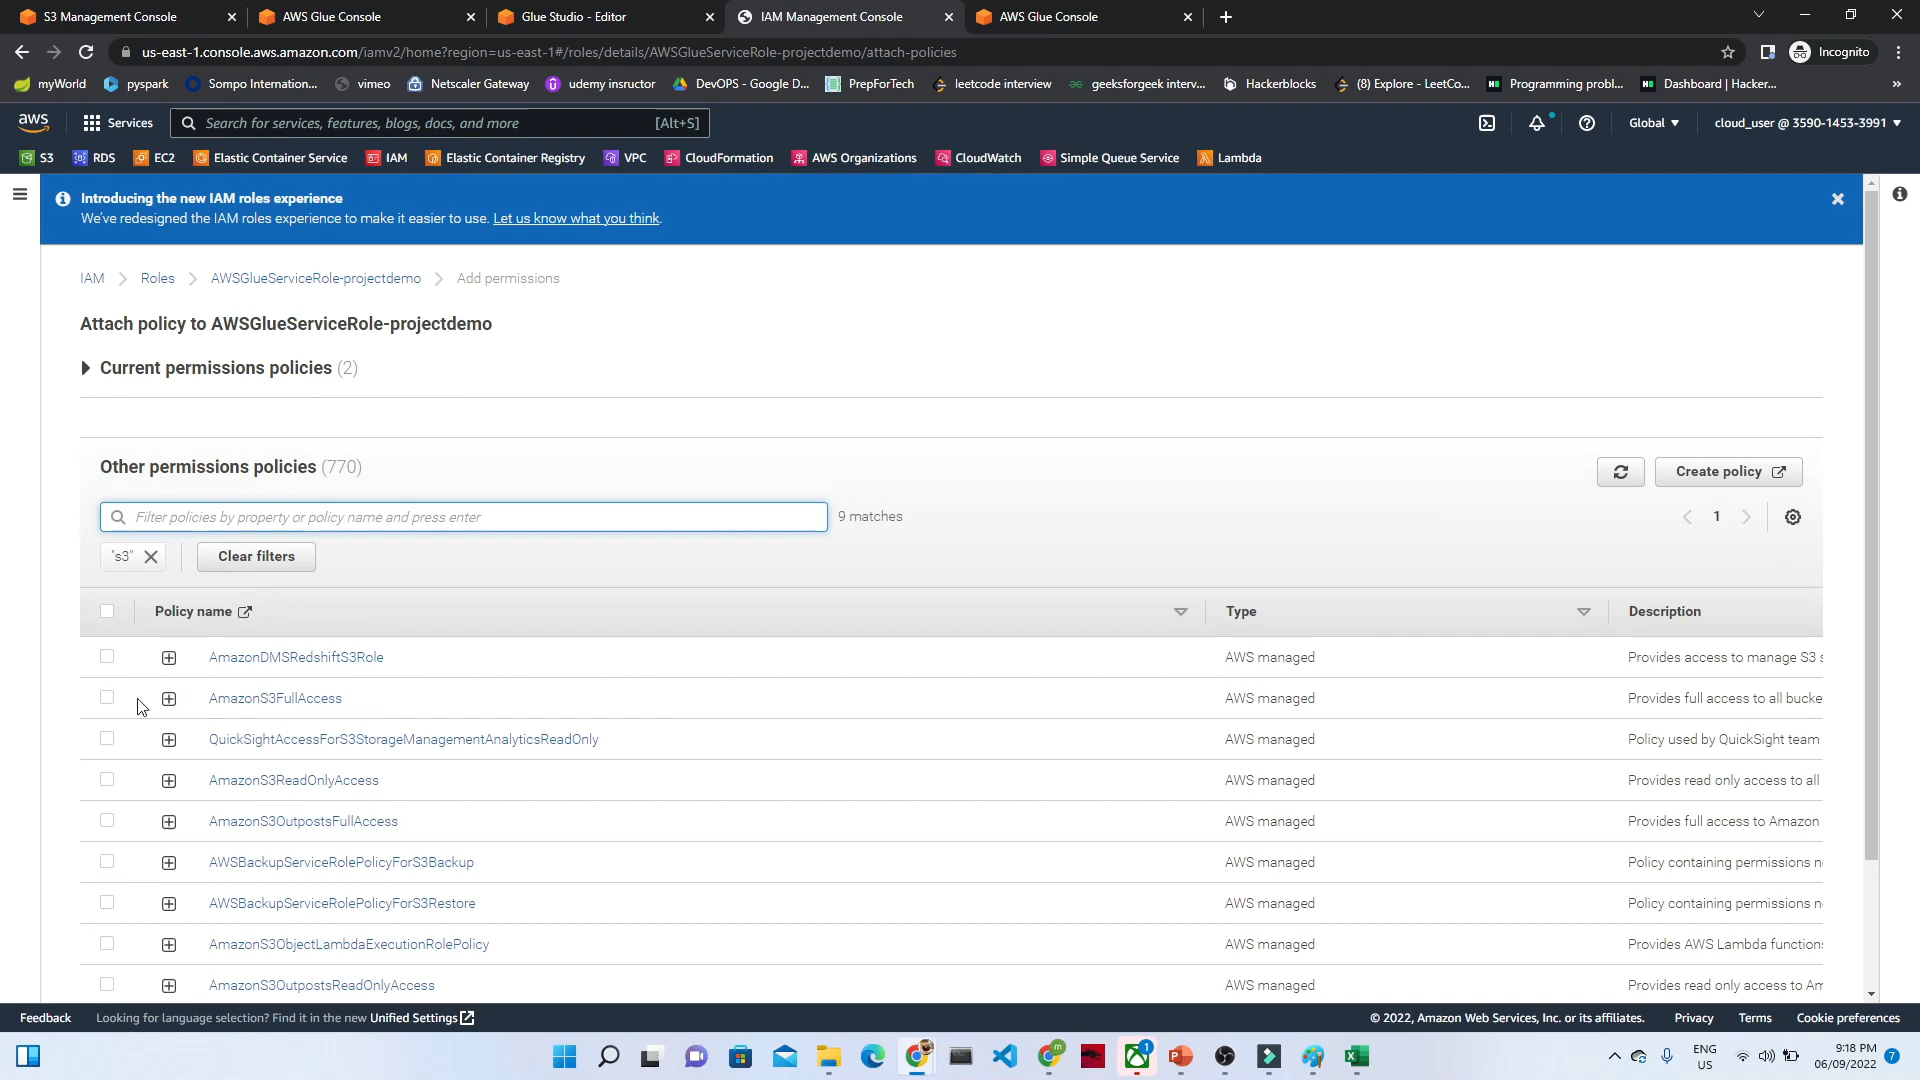 S3 Management Console
AWS Glue Console
Glue Studio - Editor
IAM Management Console
AWS Glue Console
us-east-1.console.aws.amazon.com/iamv2/home?region=us-east-1#/roles/details/AWSGlueServiceRole-projectdemo/attach-policies
Incognito
myWorld
pyspark
Sompo Internation...
vimeo
Netscaler Gateway
udemy insructor
DevOPS - Google D...
PrepForTech
leetcode interview
geeksforgeek interv...
Hackerblocks
(8) Explore - LeetCo...
Programming probl...
Dashboard | Hacker...
aws
Services
Search for services, features, blogs, docs, and more
[Alt+S]
Global
cloud_user @ 3590-1453-3991
S3
RDS
EC2
Elastic Container Service
IAM
Elastic Container Registry
VPC
CloudFormation
AWS Organizations
CloudWatch
Simple Queue Service
Lambda
Introducing the new IAM roles experience
We've redesigned the IAM roles experience to make it easier to use. Let us know what you think.
IAM
Roles
AWSGlueServiceRole-projectdemo
Add permissions
Attach policy to AWSGlueServiceRole-projectdemo
Current permissions policies (2)
Other permissions policies (770)
Create policy
Filter policies by property or policy name and press enter
9 matches
1
"s3"
Clear filters
Policy name
Type
Description
AmazonDMSRedshiftS3Role
AWS managed
Provides access to manage S3 s
AmazonS3FullAccess
AWS managed
Provides full access to all bucke
QuickSightAccessForS3StorageManagementAnalyticsReadOnly
AWS managed
Policy used by QuickSight team
AmazonS3ReadOnlyAccess
AWS managed
Provides read only access to all
AmazonS3OutpostsFullAccess
AWS managed
Provides full access to Amazon
AWSBackupServiceRolePolicyForS3Backup
AWS managed
Policy containing permissions n
AWSBackupServiceRolePolicyForS3Restore
AWS managed
Policy containing permissions n
AmazonS3ObjectLambdaExecutionRolePolicy
AWS managed
Provides AWS Lambda function
AmazonS3OutpostsReadOnlyAccess
AWS managed
Provides read only access to Am
Feedback
Looking for language selection? Find it in the new Unified Settings
© 2022, Amazon Web Services, Inc. or its affiliates.
Privacy
Terms
Cookie preferences
m
1
ENG
US
9:18 PM
06/09/2022
7